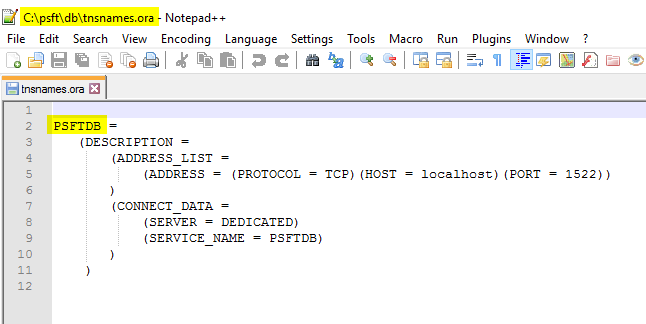 C:\psft\db\tnsnames.ora - Notepad++
File Edit Search View Encoding Language Settings Tools Macro Run Plugins Window ?
tnsnames.ora
1
2 PSFTDB =
3 (DESCRIPTION =
4 (ADDRESS_LIST =
5 (ADDRESS = (PROTOCOL = TCP)(HOST = localhost)(PORT = 1522))
6 )
7 (CONNECT_DATA =
8 (SERVER = DEDICATED)
9 (SERVICE_NAME = PSFTDB)
10 )
11 )
12